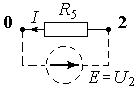 0 I R₅ 2
E = U₂